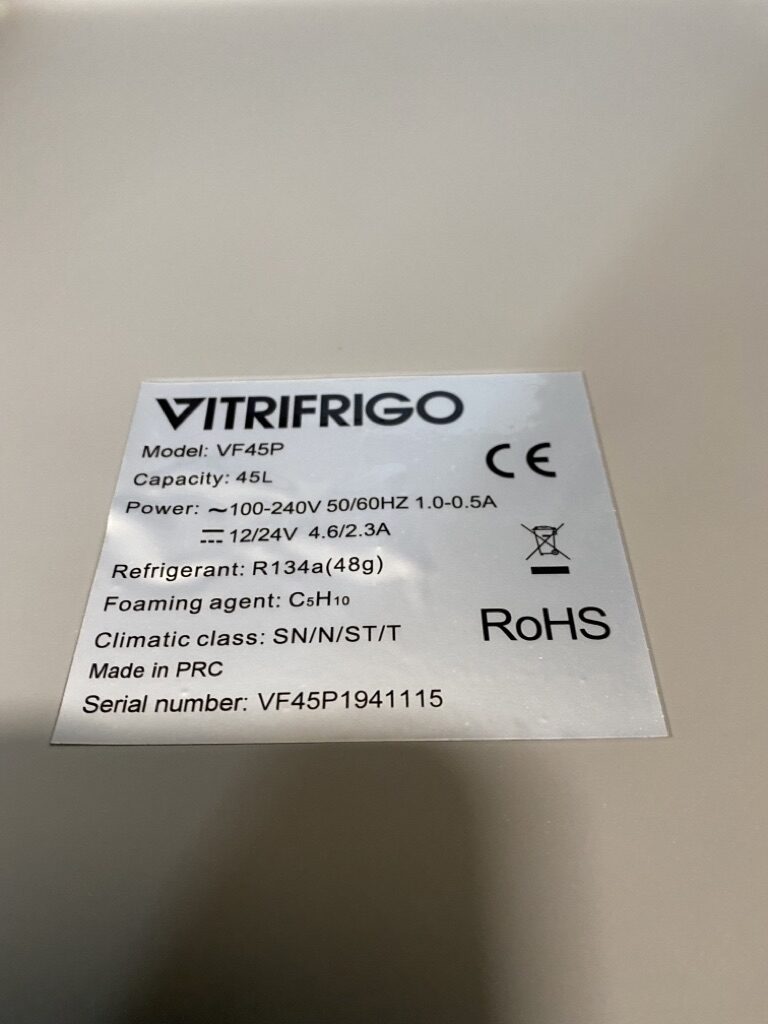 VITRIFRIGO
Model: VF45P
CE
Capacity: 45L
Power: ~100-240V 50/60HZ 1.0-0.5A
⎓ 12/24V 4.6/2.3A
Refrigerant: R134a(48g)
Foaming agent: C₅H₁₀
RoHS
Climatic class: SN/N/ST/T
Made in PRC
Serial number: VF45P1941115